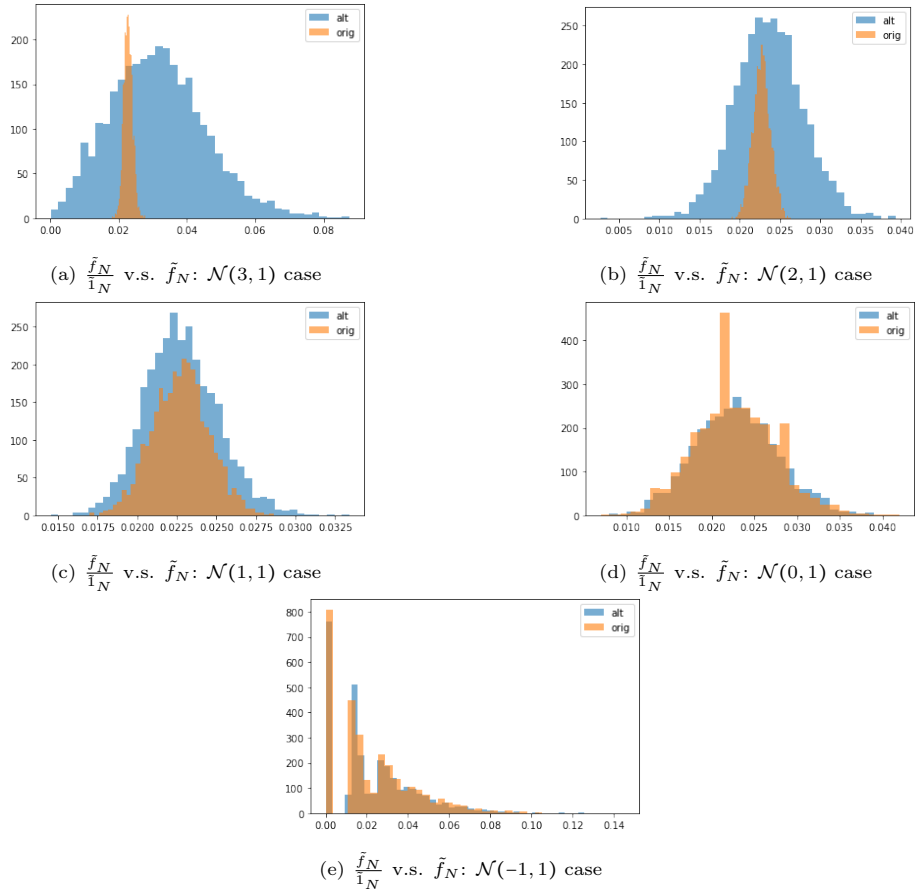 alt
orig
200
150
100
50
0
0.00 0.02 0.04 0.06 0.08
(a) $\frac{\tilde{f}_N}{\tilde{1}_N}$ v.s. $\tilde{f}_N$: $\mathcal{N}(3,1)$ case
alt
orig
250
200
150
100
50
0
0.005 0.010 0.015 0.020 0.025 0.030 0.035 0.040
(b) $\frac{\tilde{f}_N}{\tilde{1}_N}$ v.s. $\tilde{f}_N$: $\mathcal{N}(2,1)$ case
alt
orig
250
200
150
100
50
0
0.0150 0.0175 0.0200 0.0225 0.0250 0.0275 0.0300 0.0325
(c) $\frac{\tilde{f}_N}{\tilde{1}_N}$ v.s. $\tilde{f}_N$: $\mathcal{N}(1,1)$ case
alt
orig
400
300
200
100
0
0.010 0.015 0.020 0.025 0.030 0.035 0.040
(d) $\frac{\tilde{f}_N}{\tilde{1}_N}$ v.s. $\tilde{f}_N$: $\mathcal{N}(0,1)$ case
alt
orig
800
700
600
500
400
300
200
100
0
0.00 0.02 0.04 0.06 0.08 0.10 0.12 0.14
(e) $\frac{\tilde{f}_N}{\tilde{1}_N}$ v.s. $\tilde{f}_N$: $\mathcal{N}(-1,1)$ case